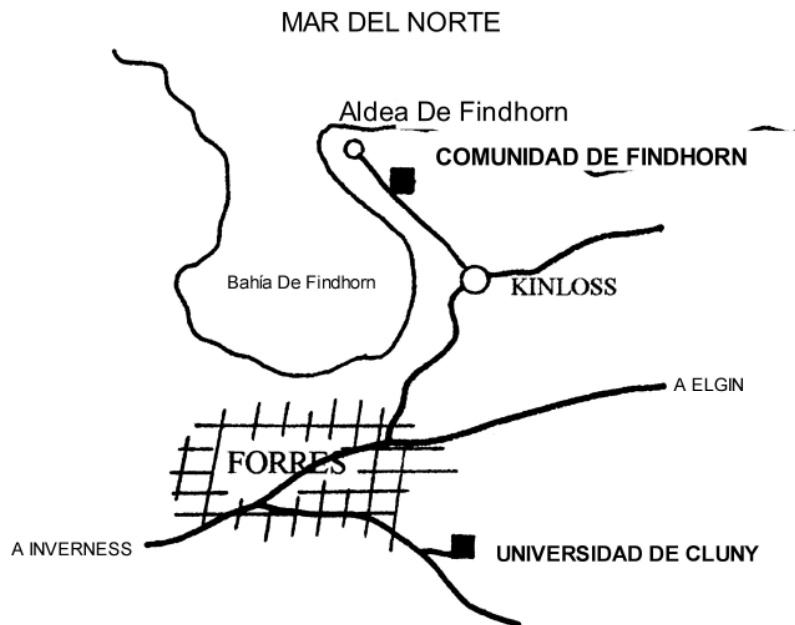 MAR DEL NORTE
Aldea De Findhorn
COMUNIDAD DE FINDHORN
Bahía De Findhorn
KINLOSS
A ELGIN
FORRES
A INVERNESS
UNIVERSIDAD DE CLUNY